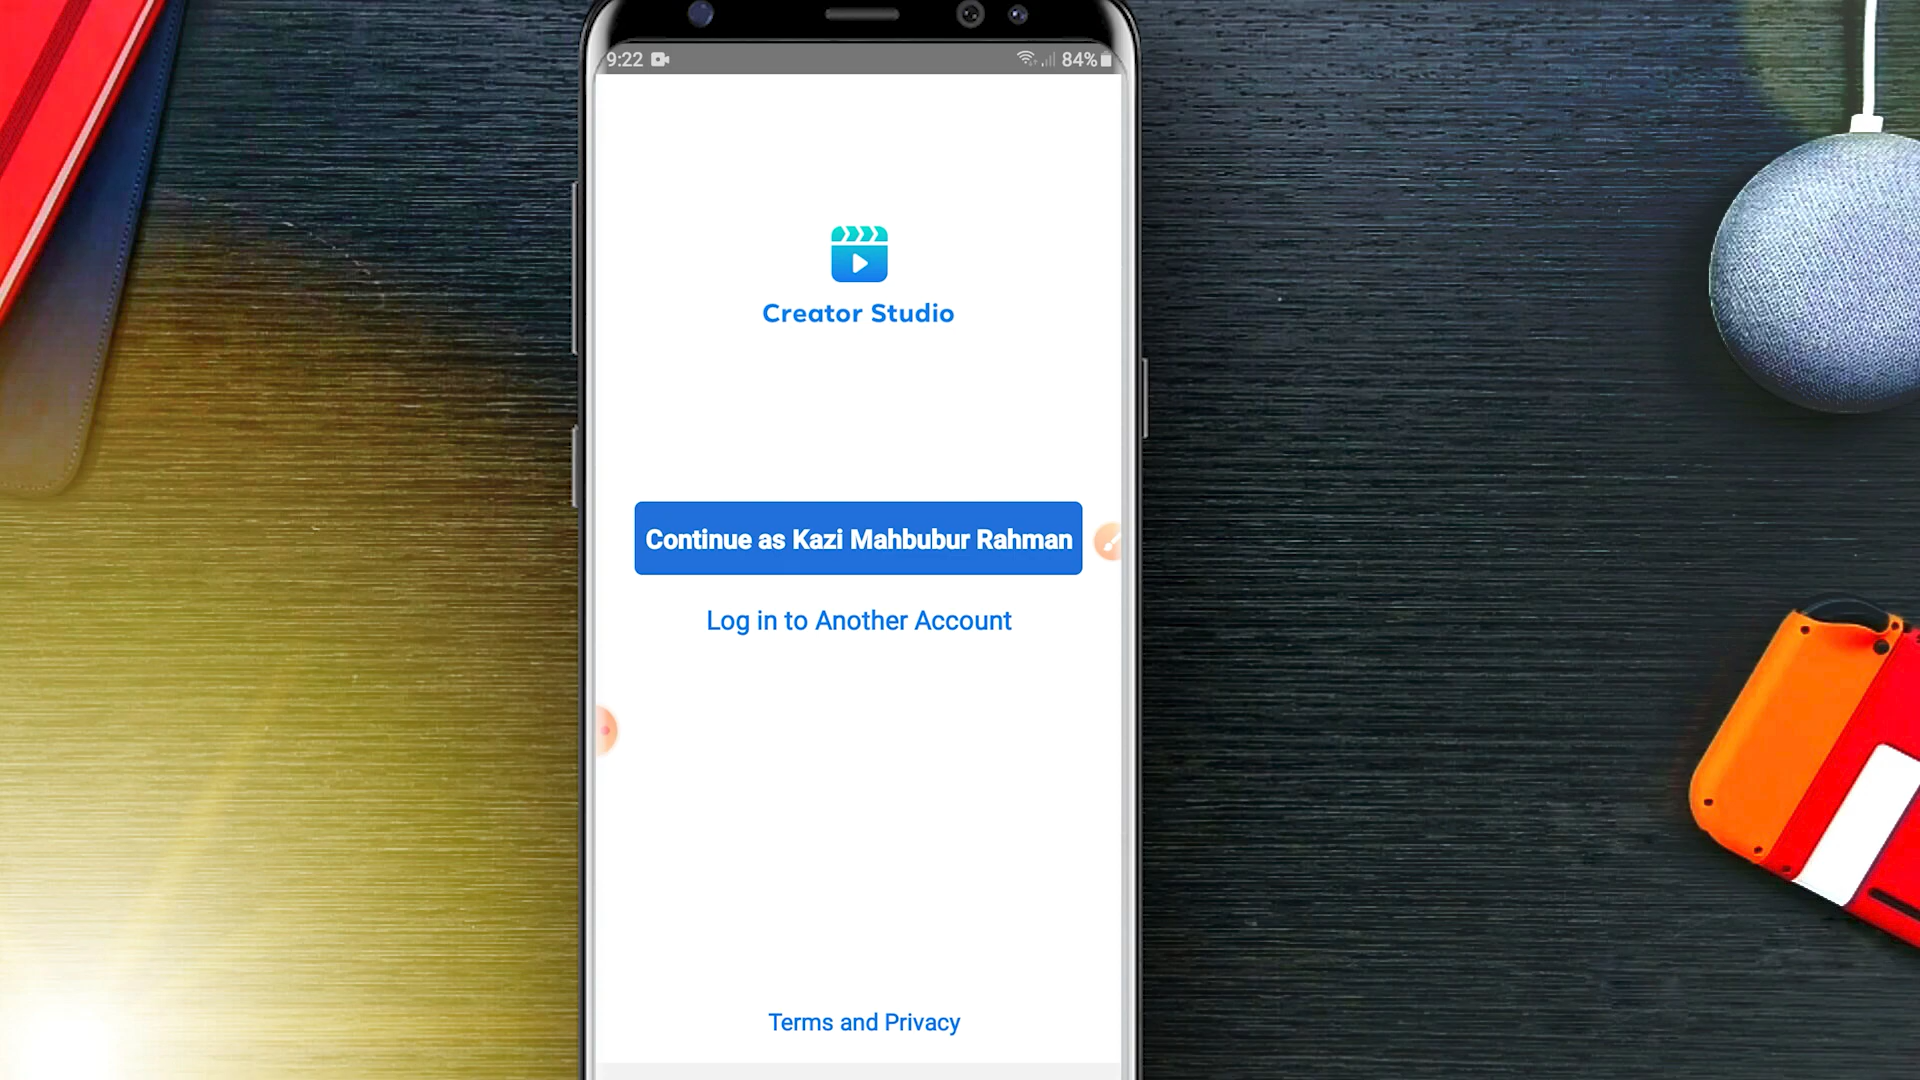 9:22 84%
Creator Studio
Continue as Kazi Mahbubur Rahman
Log in to Another Account
Terms and Privacy